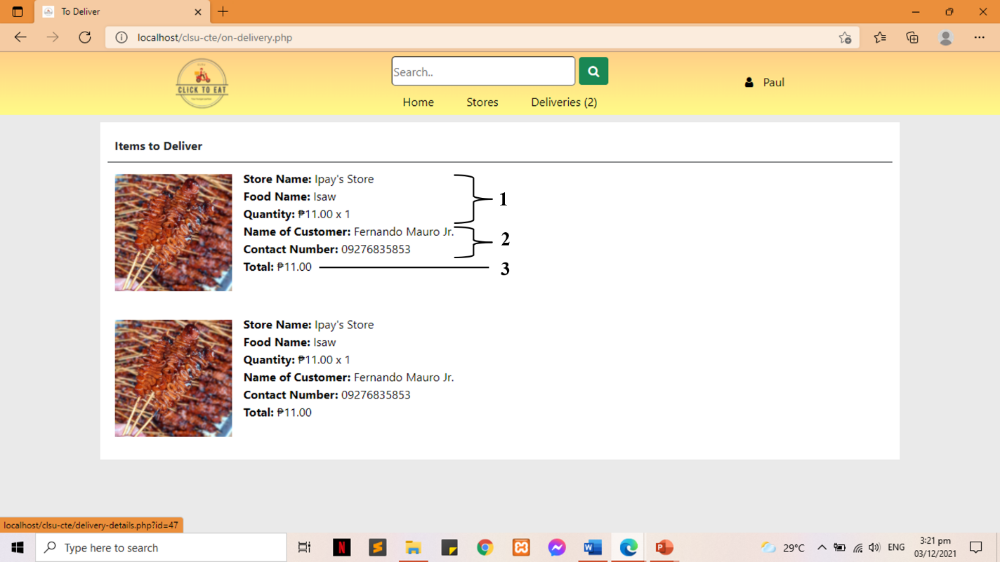 To Deliver
localhost/clsu-cte/on-delivery.php
CLICK TO EAT
Search..
Paul
Home Stores Deliveries (2)
Items to Deliver
Store Name: Ipay's Store
Food Name: Isaw
Quantity: ₱11.00 x 1
1
Name of Customer: Fernando Mauro Jr.
Contact Number: 09276835853
2
Total: ₱11.00
3
Store Name: Ipay's Store
Food Name: Isaw
Quantity: ₱11.00 x 1
Name of Customer: Fernando Mauro Jr.
Contact Number: 09276835853
Total: ₱11.00
localhost/clsu-cte/delivery-details.php?id=47
Type here to search
29°C
ENG
3:21 pm
03/12/2021